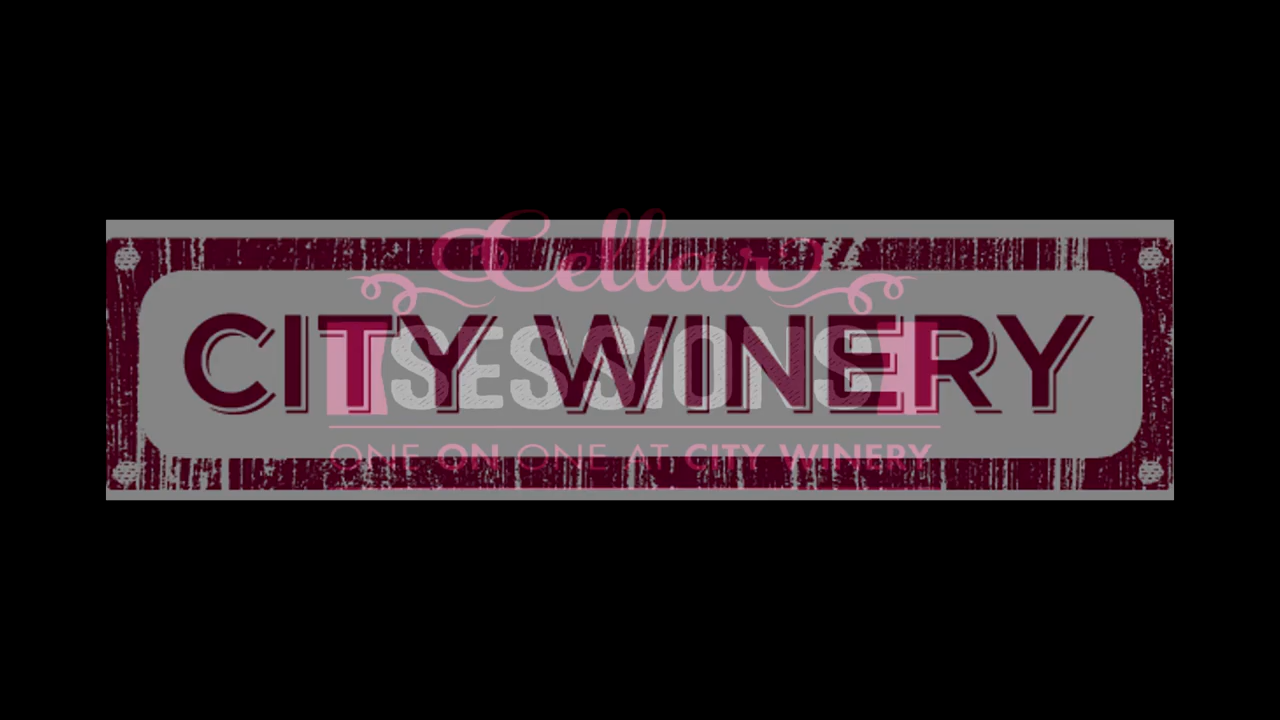 Cellar
SESSIONS
CITY WINERY
ONE ON ONE AT CITY WINERY